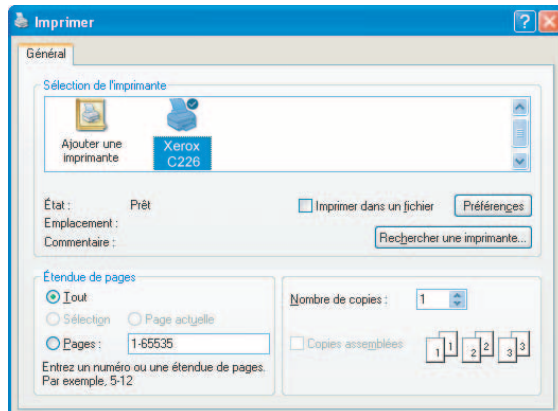 Imprimer
Général
Sélection de l'imprimante
Ajouter une imprimante
Xerox C226
État : Prêt
Emplacement :
Commentaire :
Imprimer dans un fichier
Préférences
Rechercher une imprimante...
Étendue de pages
Tout
Sélection
Page actuelle
Pages : 1-65535
Entrez un numéro ou une étendue de pages.
Par exemple, 5-12
Nombre de copies : 1
Copies assemblées
1 1 2 2 3 3